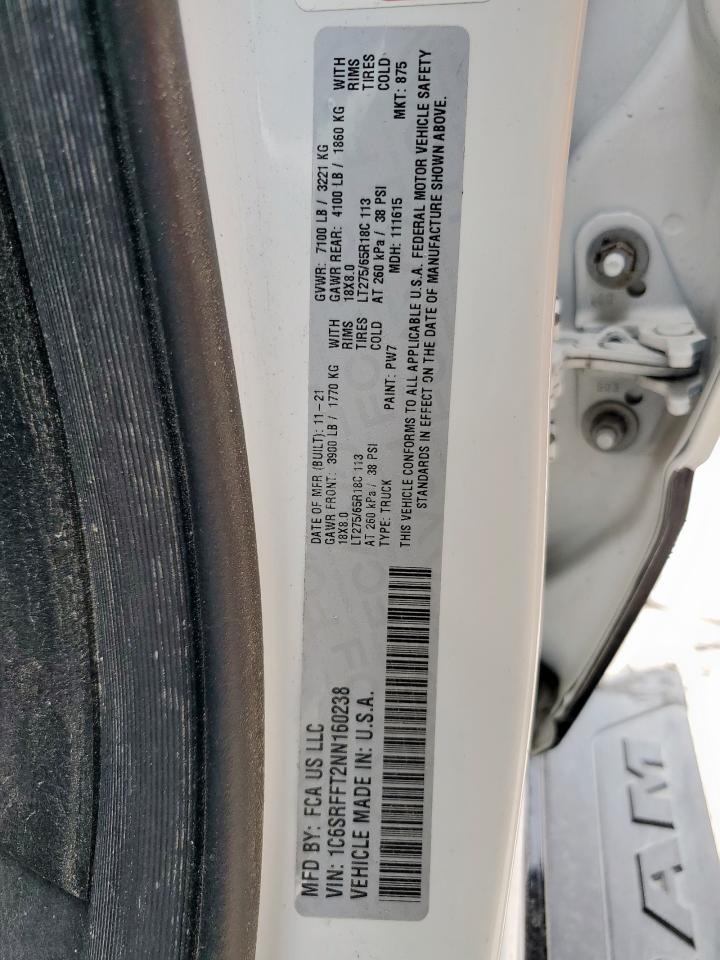 MFD BY: FCA US LLC
VIN: 1C6SRFFT2NN160238
VEHICLE MADE IN: U.S.A.
DATE OF MFR (BUILT): 11-21 GVWR: 7100 LB / 3221 KG
GAWR FRONT: 3900 LB / 1770 KG WITH GAWR REAR: 4100 LB / 1860 KG WITH
18X8.0 RIMS 18X8.0 RIMS
LT275/65R18C 113 TIRES LT275/65R18C 113 TIRES
AT 260 kPa / 38 PSI COLD AT 260 kPa / 38 PSI COLD
TYPE: TRUCK PAINT: PW7 MDH: 111615 MKT: 875
THIS VEHICLE CONFORMS TO ALL APPLICABLE U.S.A. FEDERAL MOTOR VEHICLE SAFETY
STANDARDS IN EFFECT ON THE DATE OF MANUFACTURE SHOWN ABOVE.
AM